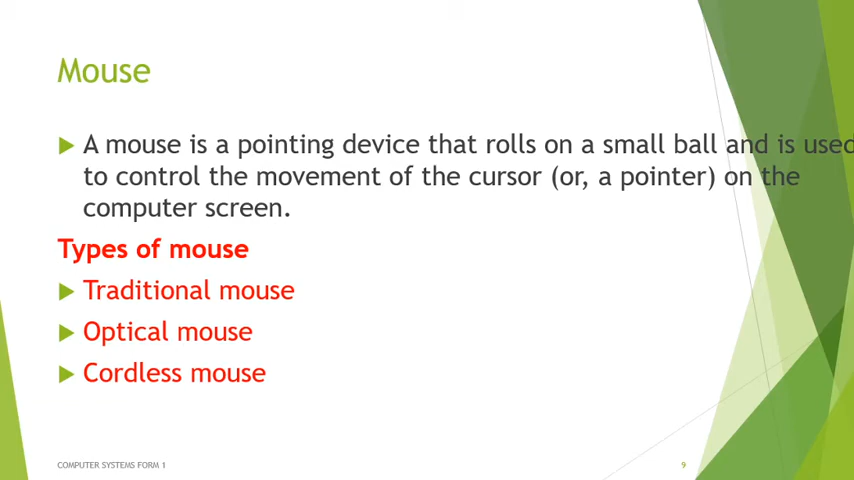 Mouse
A mouse is a pointing device that rolls on a small ball and is used
to control the movement of the cursor (or, a pointer) on the
computer screen.
Types of mouse
Traditional mouse
Optical mouse
Cordless mouse
COMPUTER SYSTEMS FORM 1
9